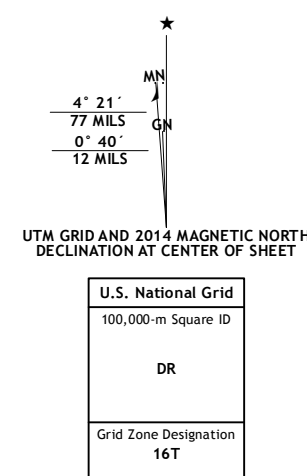 ★
MN
4° 21´
77 MILS
GN
0° 40´
12 MILS
UTM GRID AND 2014 MAGNETIC NORTH
DECLINATION AT CENTER OF SHEET
U.S. National Grid
100,000-m Square ID
DR
Grid Zone Designation
16T